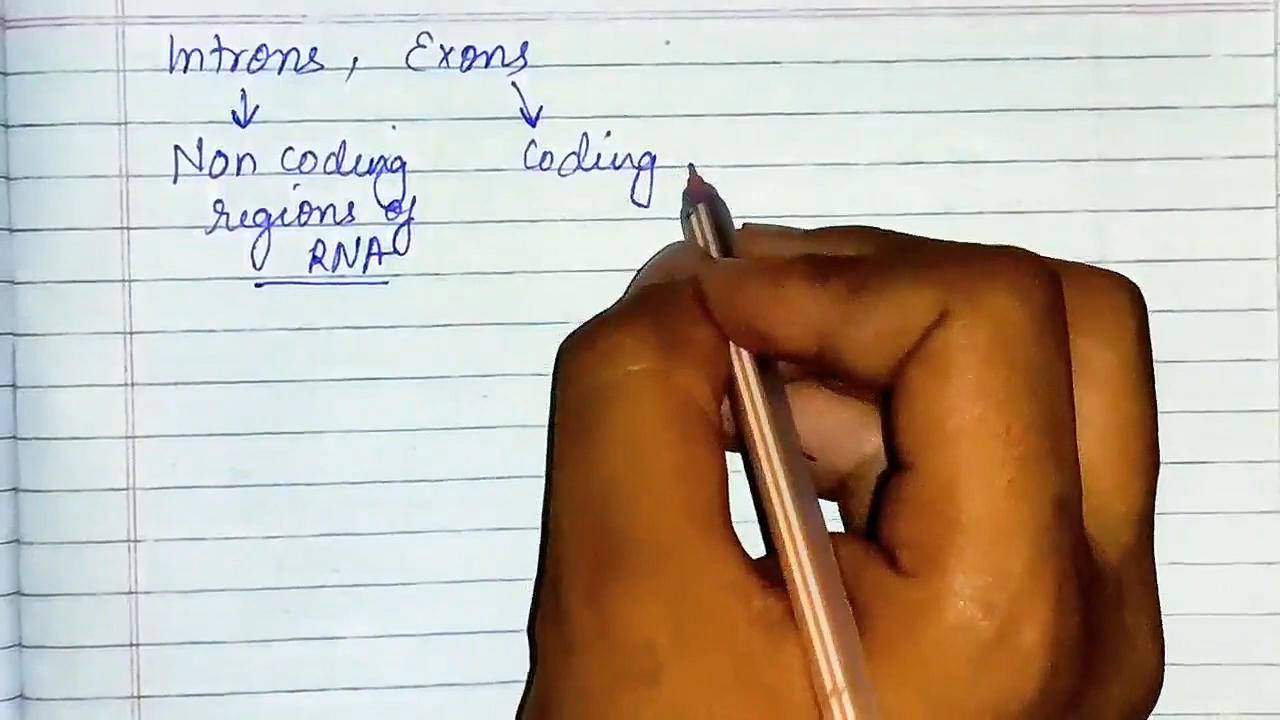 Introns, Exons
Non coding Coding
regions of
RNA